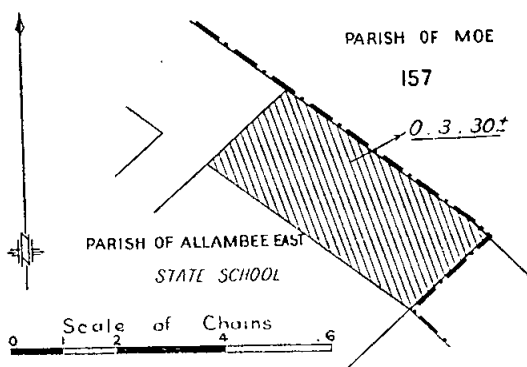 PARISH OF MOE
157
0.3.30±
PARISH OF ALLAMBEE EAST
STATE SCHOOL
Scale of Chains
0 1 2 4 .6